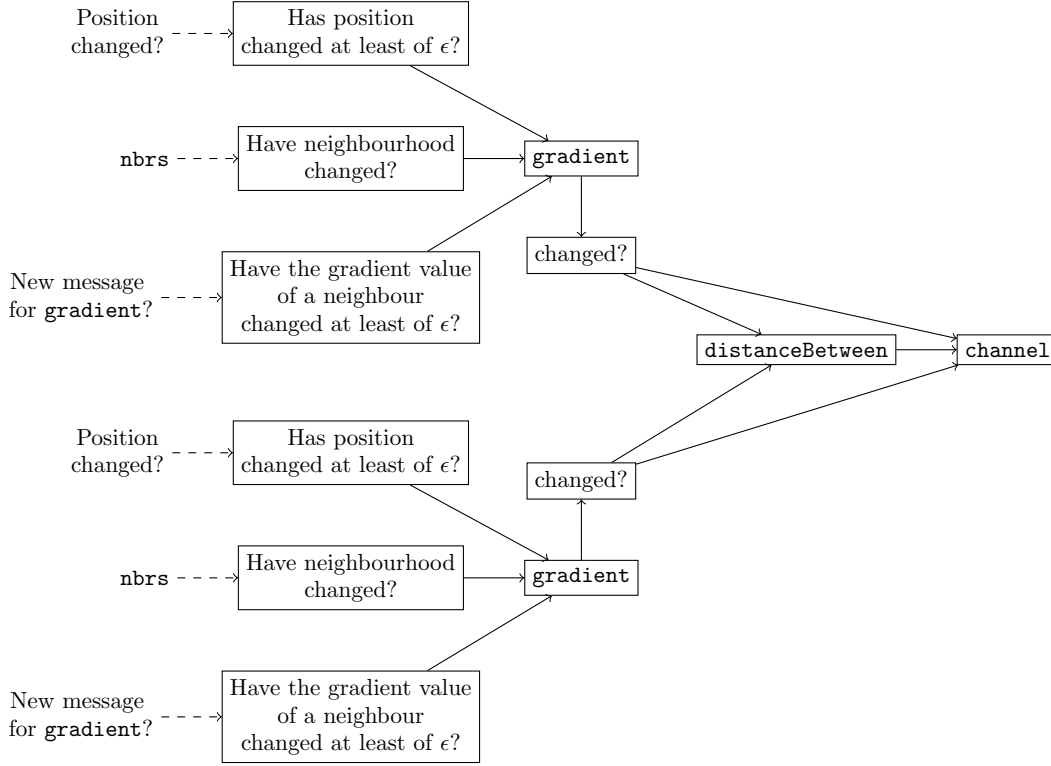 Position
changed?
Has position
changed at least of ϵ?
nbrs
Have neighbourhood
changed?
gradient
New message
for gradient?
Have the gradient value
of a neighbour
changed at least of ϵ?
changed?
distanceBetween
channel
Position
changed?
Has position
changed at least of ϵ?
changed?
nbrs
Have neighbourhood
changed?
gradient
New message
for gradient?
Have the gradient value
of a neighbour
changed at least of ϵ?